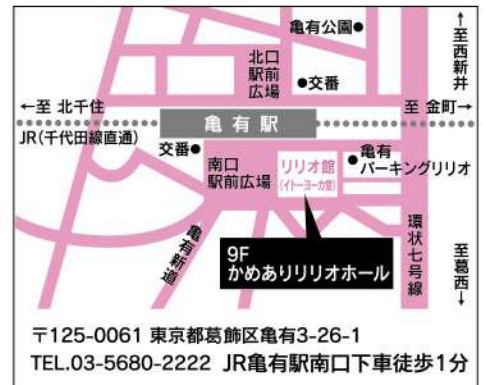 亀有公園●
↑至西新井
北口駅前広場
●交番
←至 北千住
至 金町→
亀有駅
JR(千代田線直通)
交番●
南口駅前広場
リリオ館
(イトーヨーカ堂)
●亀有パーキングリリオ
亀有新道
環状七号線
至葛西↓
9F
かめありリリオホール
〒125-0061 東京都葛飾区亀有3-26-1
TEL.03-5680-2222 JR亀有駅南口下車徒歩1分